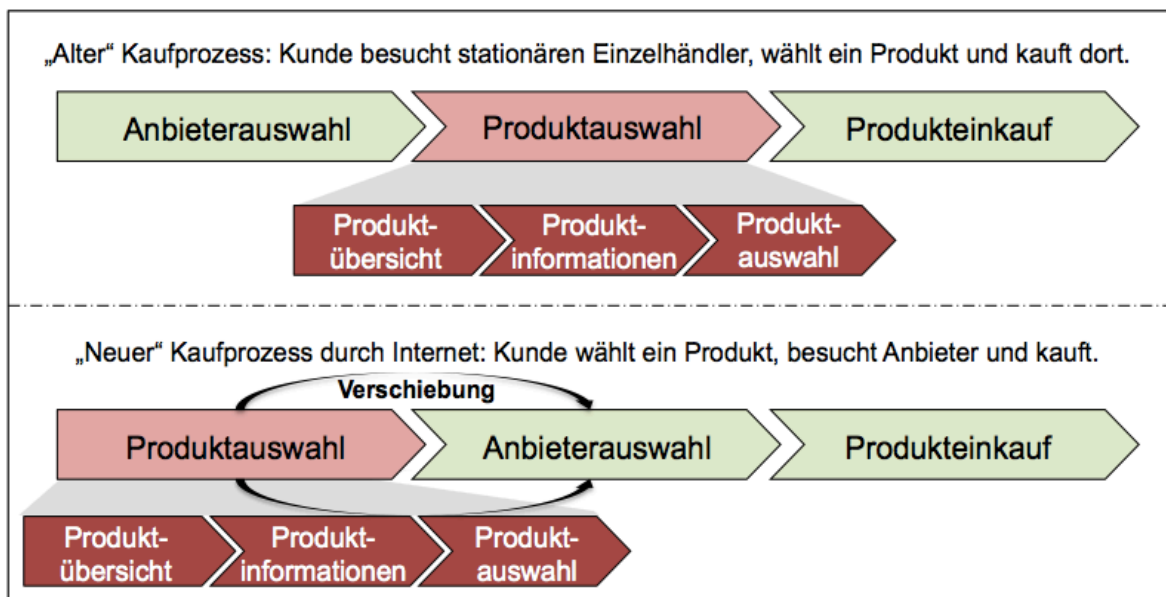 „Alter“ Kaufprozess: Kunde besucht stationären Einzelhändler, wählt ein Produkt und kauft dort.
Anbieterauswahl
Produktauswahl
Produkteinkauf
Produkt-
übersicht
Produkt-
informationen
Produkt-
auswahl
„Neuer“ Kaufprozess durch Internet: Kunde wählt ein Produkt, besucht Anbieter und kauft.
Verschiebung
Produktauswahl
Anbieterauswahl
Produkteinkauf
Produkt-
übersicht
Produkt-
informationen
Produkt-
auswahl